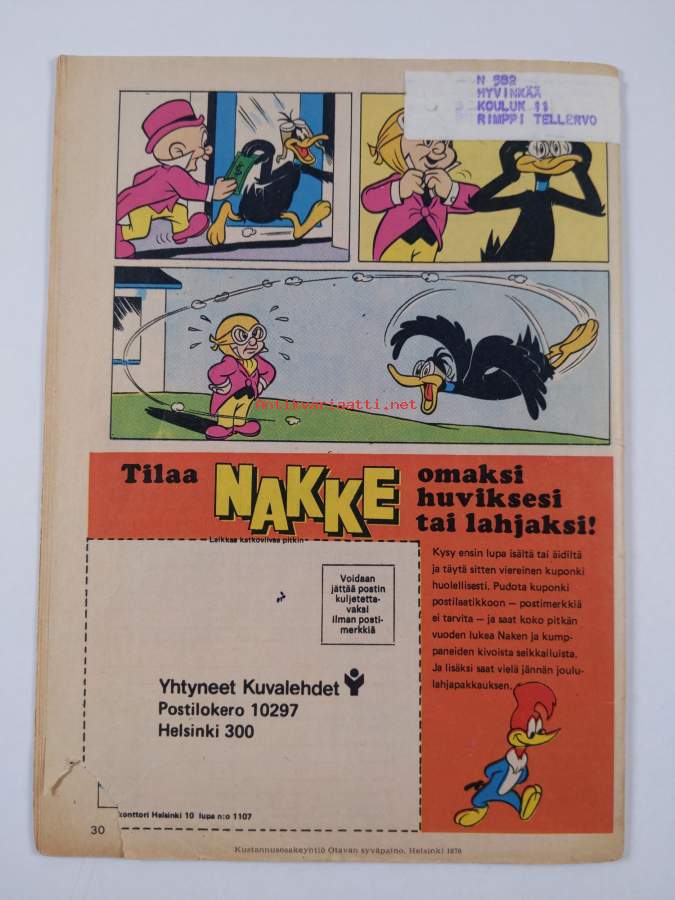 N 582
HYVINKÄÄ
KOULUK 11
RIMPPI TELLERVO
antikvariaatti.net
Tilaa NAKKE omaksi
huviksesi
tai lahjaksi!
Leikkaa katkoviivaa pitkin
Voidaan
jättää postin
kuljetetta-
vaksi
ilman posti-
merkkiä
Yhtyneet Kuvalehdet
Postilokero 10297
Helsinki 300
konttori Helsinki 10 lupa n:o 1107
Kysy ensin lupa isältä tai äidiltä
ja täytä sitten viereinen kuponki
huolellisesti. Pudota kuponki
postilaatikkoon — postimerkkiä
ei tarvita — ja saat koko pitkän
vuoden lukea Naken ja kump-
paneiden kivoista seikkailuista.
Ja lisäksi saat vielä jännän joulu-
lahjapakkauksen.
30
Kustannusosakeyhtiö Otavan syväpaino, Helsinki 1976